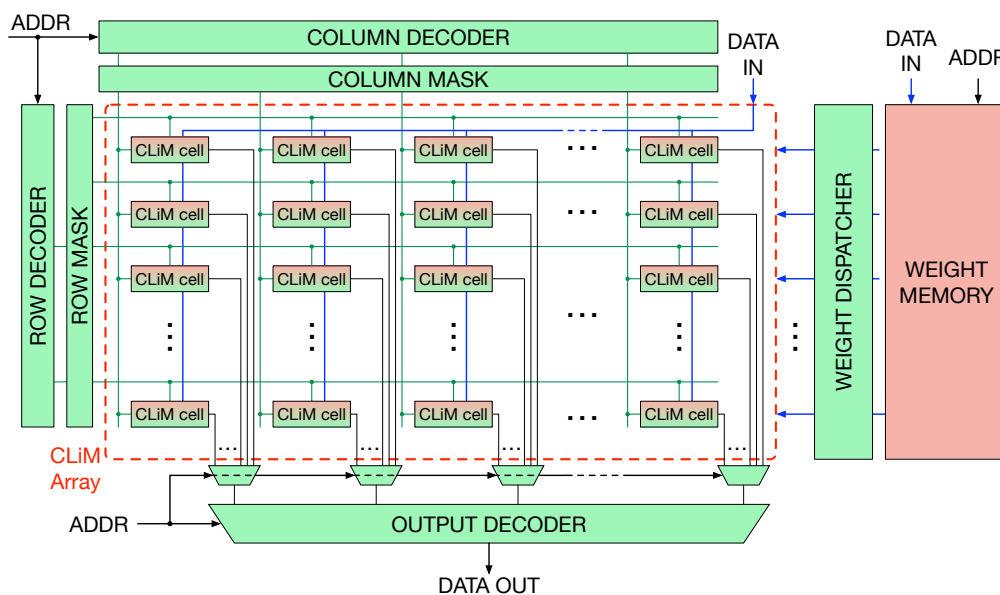 ADDR
COLUMN DECODER
DATA
IN
DATA
IN
ADDR
COLUMN MASK
ROW DECODER
ROW MASK
CLiM cell CLiM cell CLiM cell ... CLiM cell
CLiM cell CLiM cell CLiM cell ... CLiM cell
CLiM cell CLiM cell CLiM cell CLiM cell
...
CLiM cell CLiM cell CLiM cell ... CLiM cell
WEIGHT DISPATCHER
WEIGHT
MEMORY
CLiM
Array
ADDR
OUTPUT DECODER
DATA OUT